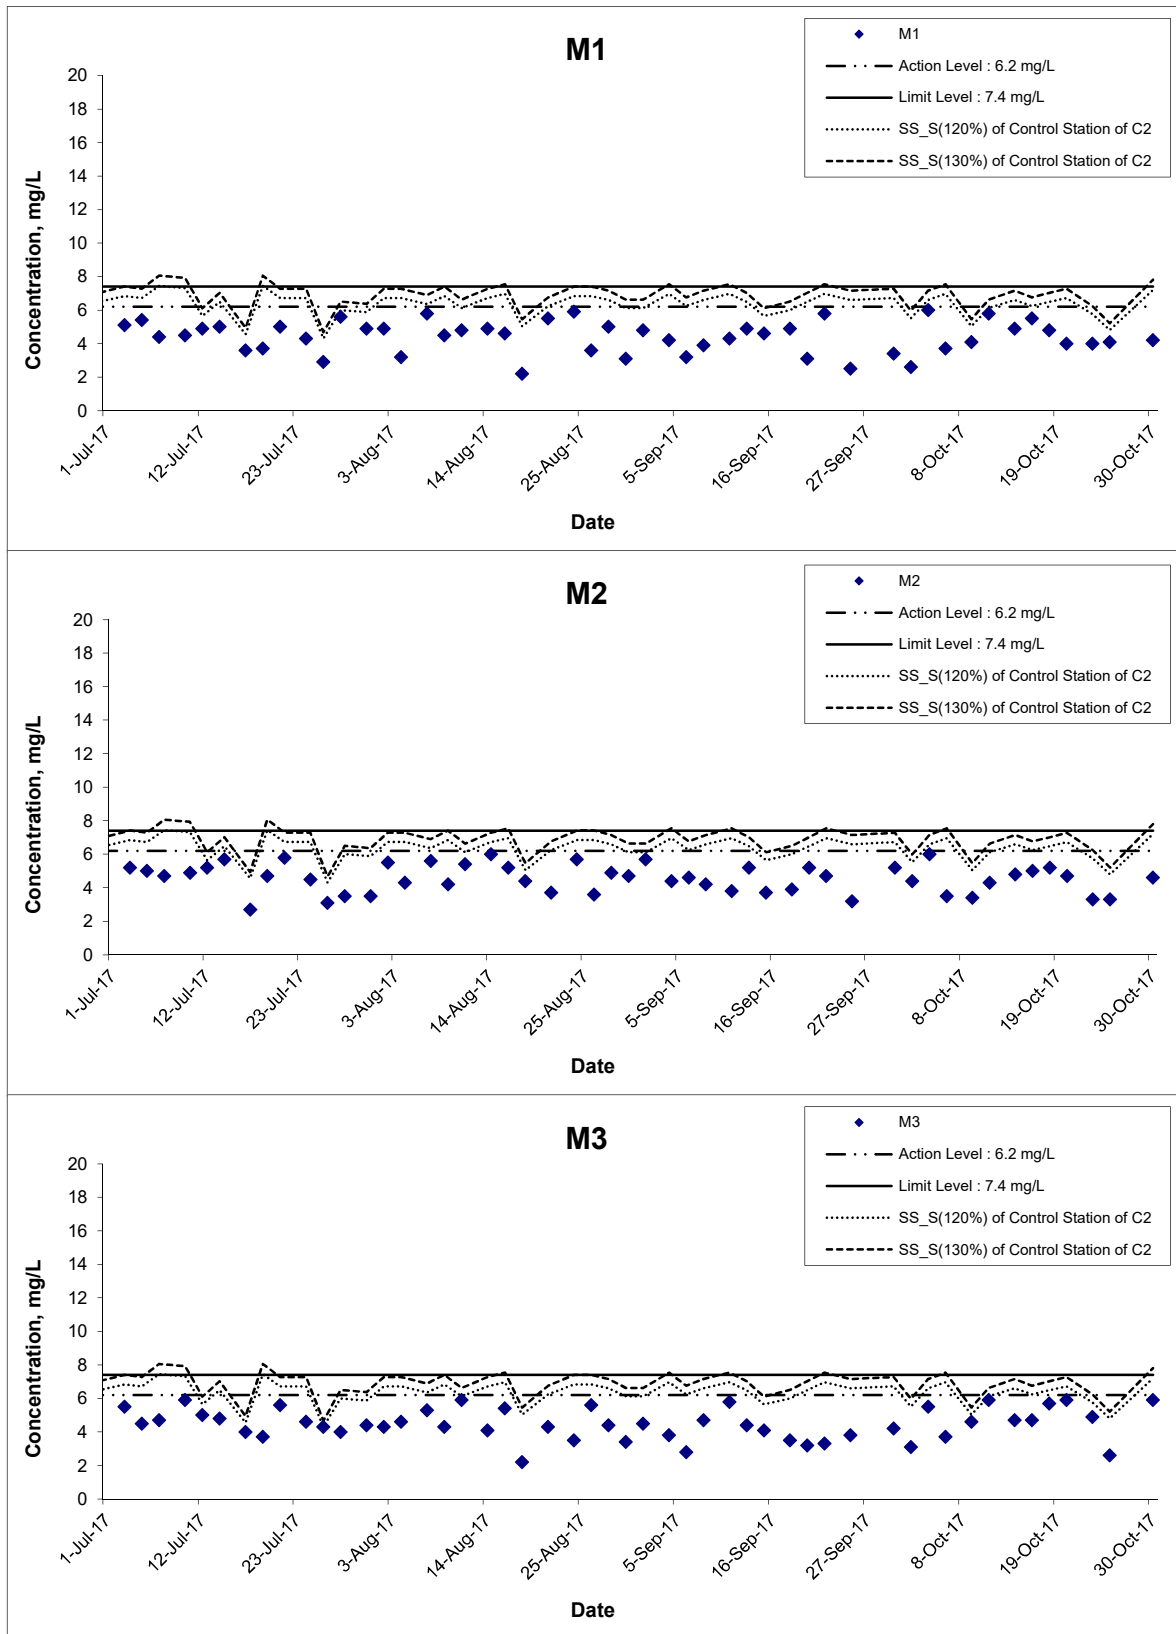 M1
M1
Action Level : 6.2 mg/L
Limit Level : 7.4 mg/L
SS_S(120%) of Control Station of C2
SS_S(130%) of Control Station of C2
Concentration, mg/L
20
18
16
14
12
10
8
6
4
2
0
1-Jul-17
12-Jul-17
23-Jul-17
3-Aug-17
14-Aug-17
25-Aug-17
5-Sep-17
16-Sep-17
27-Sep-17
8-Oct-17
19-Oct-17
30-Oct-17
Date
M2
M2
Action Level : 6.2 mg/L
Limit Level : 7.4 mg/L
SS_S(120%) of Control Station of C2
SS_S(130%) of Control Station of C2
Concentration, mg/L
20
18
16
14
12
10
8
6
4
2
0
1-Jul-17
12-Jul-17
23-Jul-17
3-Aug-17
14-Aug-17
25-Aug-17
5-Sep-17
16-Sep-17
27-Sep-17
8-Oct-17
19-Oct-17
30-Oct-17
Date
M3
M3
Action Level : 6.2 mg/L
Limit Level : 7.4 mg/L
SS_S(120%) of Control Station of C2
SS_S(130%) of Control Station of C2
Concentration, mg/L
20
18
16
14
12
10
8
6
4
2
0
1-Jul-17
12-Jul-17
23-Jul-17
3-Aug-17
14-Aug-17
25-Aug-17
5-Sep-17
16-Sep-17
27-Sep-17
8-Oct-17
19-Oct-17
30-Oct-17
Date